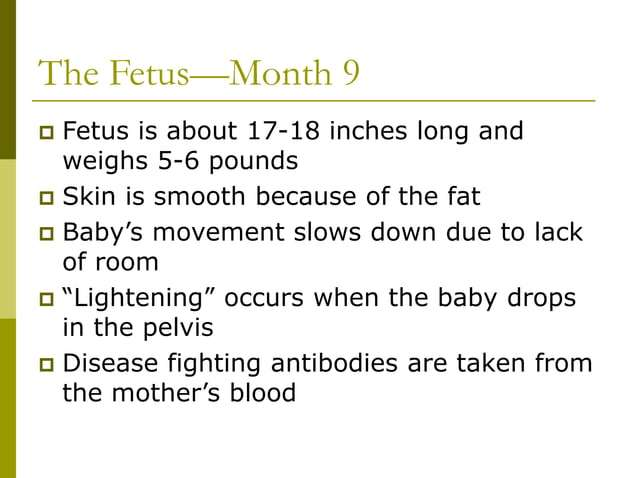 The Fetus—Month 9
Fetus is about 17-18 inches long and
weighs 5-6 pounds
Skin is smooth because of the fat
Baby’s movement slows down due to lack
of room
“Lightening” occurs when the baby drops
in the pelvis
Disease fighting antibodies are taken from
the mother’s blood